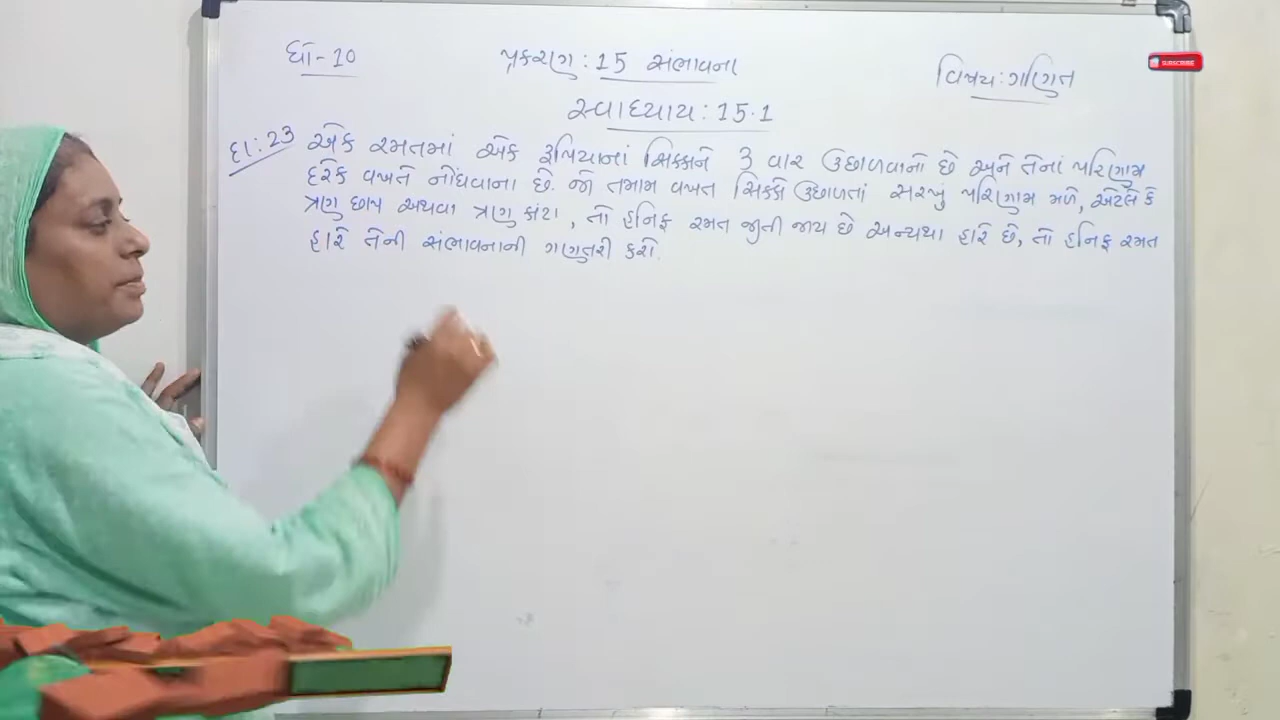 ધો-10
પ્રકરણ : 15 સંભાવના
વિષય: ગણિત
SUBSCRIBE
સ્વાધ્યાય : 15.1
દા : 23 એક રમતમાં એક રૂપિયાનાં સિક્કાને 3 વાર ઉછાળવાનો છે અને તેનાં પરિણામ
દરેક વખતે નોંધવાના છે. જો તમામ વખત સિક્કો ઉછાળતાં સરખું પરિણામ મળે, એટલે કે
ત્રણ છાપ અથવા ત્રણ કાંટા, તો હનિફ રમત જીતી જાય છે અન્યથા હારે છે, તો હનિફ રમત
હારે તેની સંભાવનાની ગણતરી કરો.